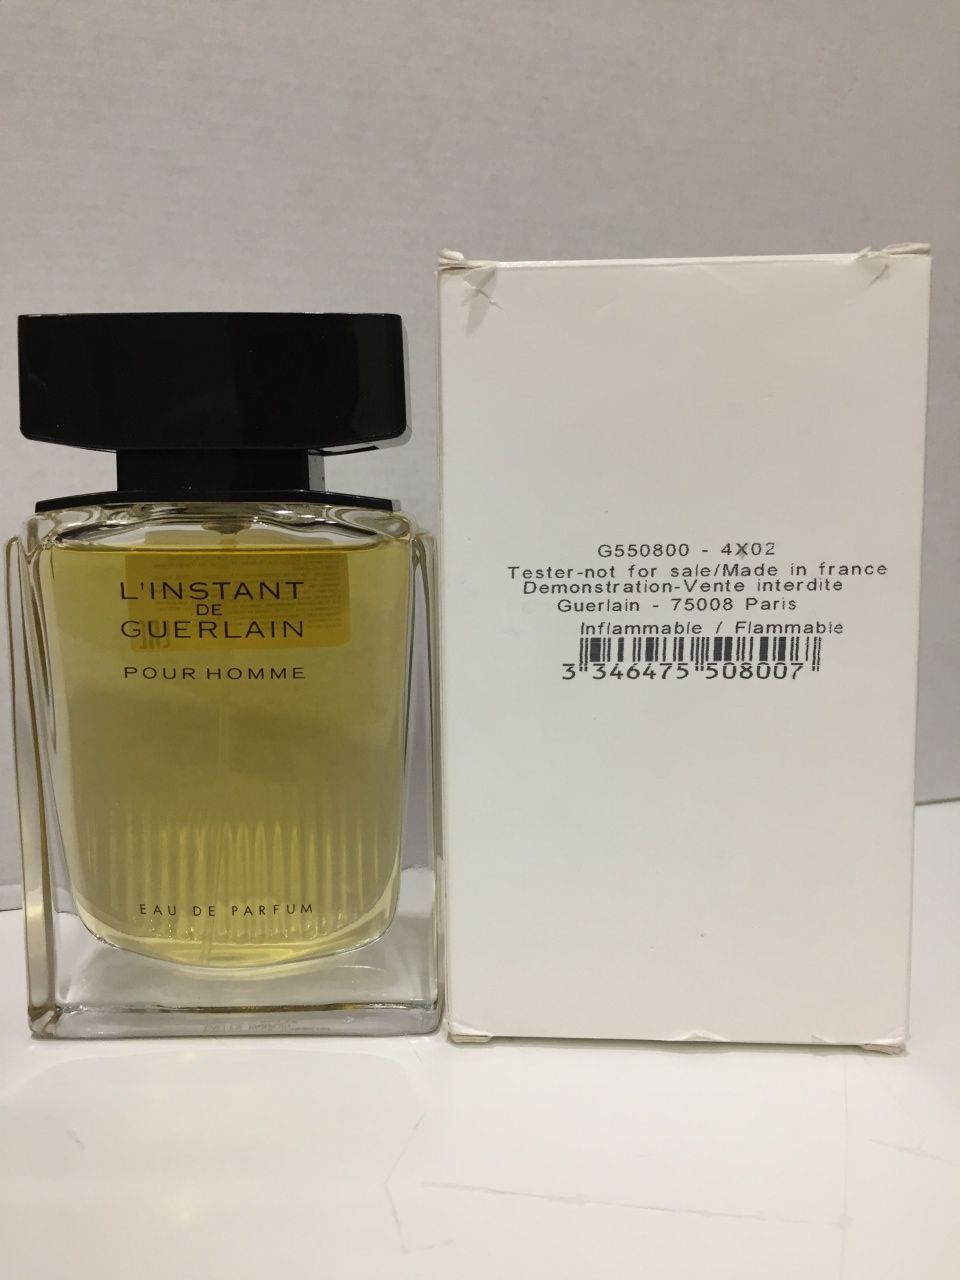 L'INSTANT
DE
GUERLAIN
POUR HOMME
EAU DE PARFUM
G550800 - 4X02
Tester-not for sale/Made in france
Demonstration-Vente interdite
Guerlain - 75008 Paris
Inflammable / Flammable
3 346475 508007